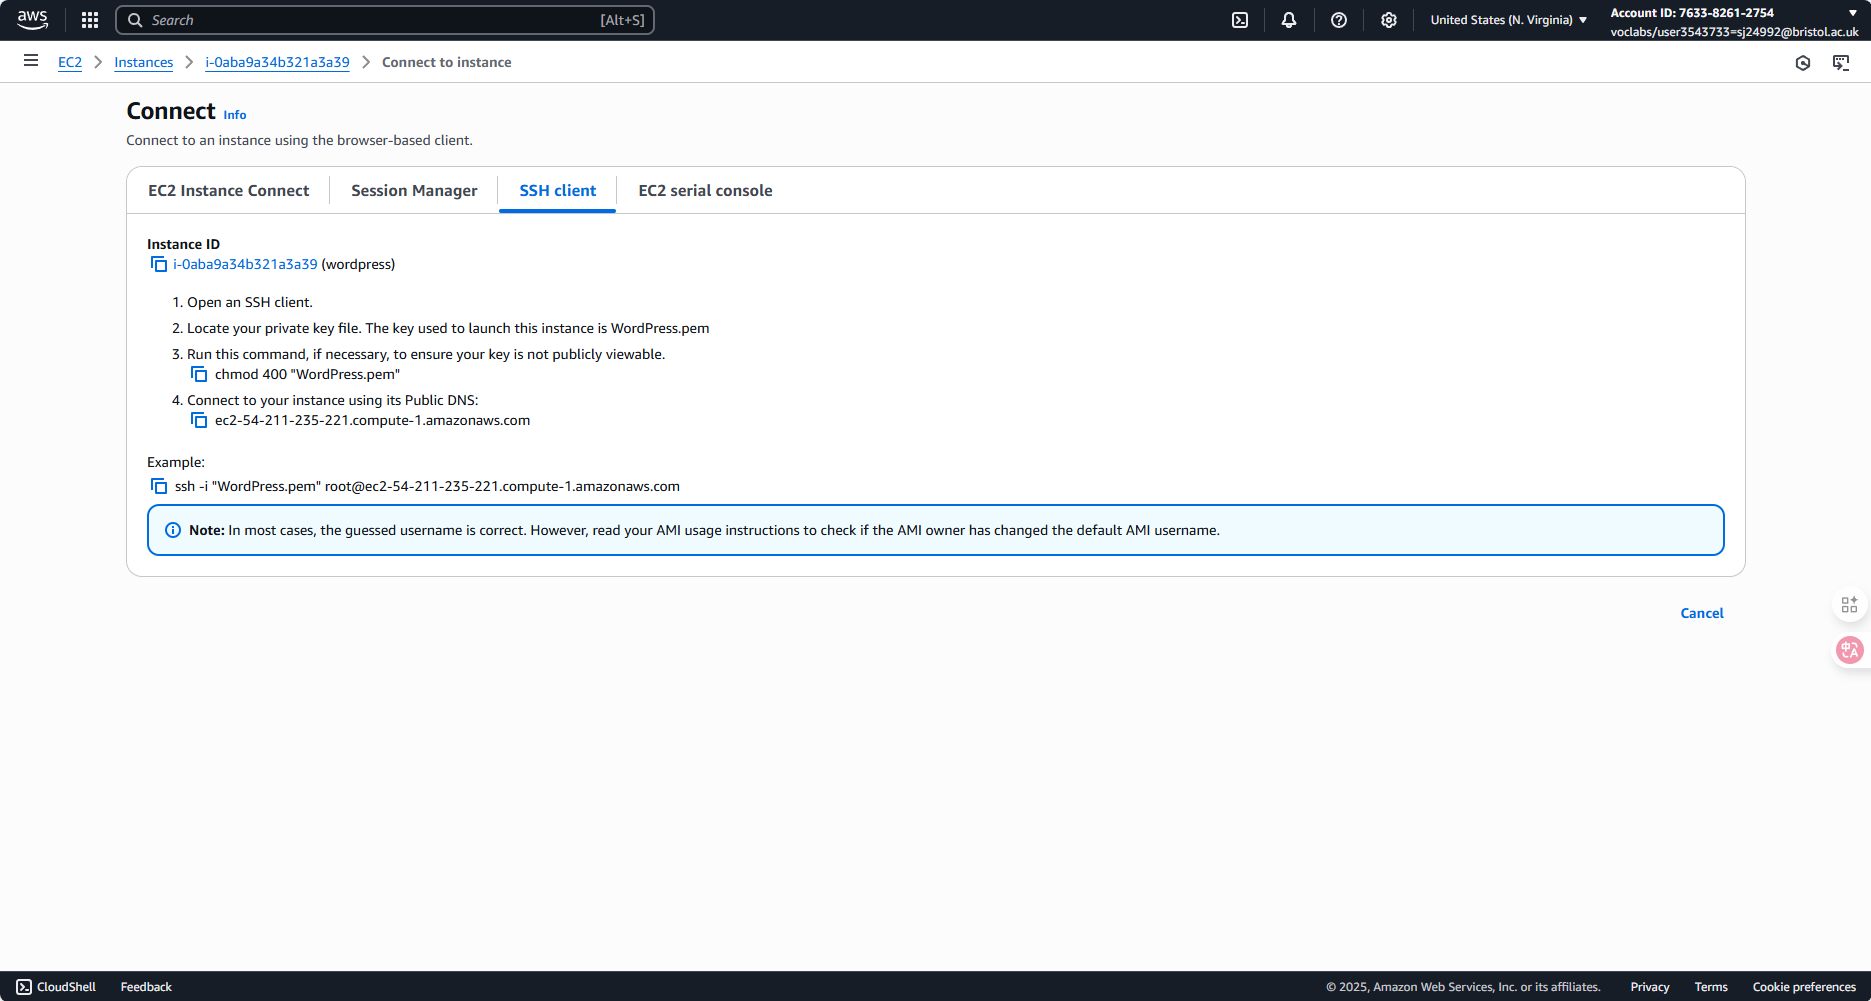 aws
Search [Alt+S]
United States (N. Virginia)
Account ID: 7633-8261-2754
voclabs/user3543733=sj24992@bristol.ac.uk
EC2 Instances i-0aba9a34b321a3a39 Connect to instance
Connect Info
Connect to an instance using the browser-based client.
EC2 Instance Connect Session Manager SSH client EC2 serial console
Instance ID
i-0aba9a34b321a3a39 (wordpress)
1. Open an SSH client.
2. Locate your private key file. The key used to launch this instance is WordPress.pem
3. Run this command, if necessary, to ensure your key is not publicly viewable.
chmod 400 "WordPress.pem"
4. Connect to your instance using its Public DNS:
ec2-54-211-235-221.compute-1.amazonaws.com
Example:
ssh -i "WordPress.pem" root@ec2-54-211-235-221.compute-1.amazonaws.com
Note: In most cases, the guessed username is correct. However, read your AMI usage instructions to check if the AMI owner has changed the default AMI username.
Cancel
中A
CloudShell Feedback © 2025, Amazon Web Services, Inc. or its affiliates. Privacy Terms Cookie preferences